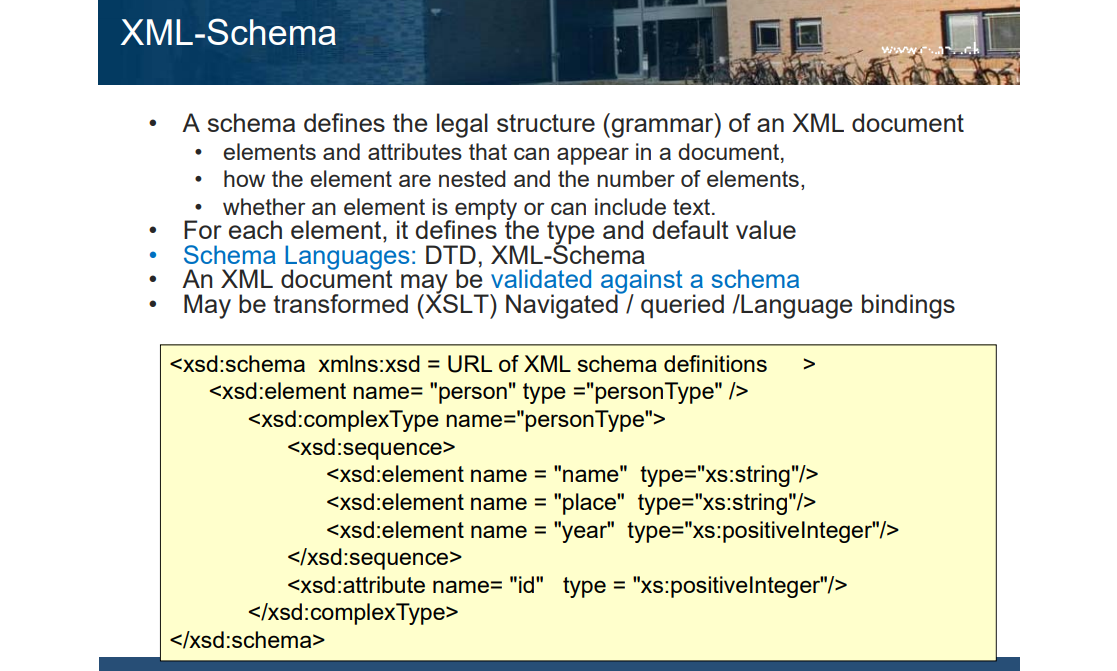 XML-Schema
• A schema defines the legal structure (grammar) of an XML document
• elements and attributes that can appear in a document,
• how the element are nested and the number of elements,
• whether an element is empty or can include text.
• For each element, it defines the type and default value
• Schema Languages: DTD, XML-Schema
• An XML document may be validated against a schema
• May be transformed (XSLT) Navigated / queried /Language bindings
<xsd:schema xmlns:xsd = URL of XML schema definitions >
<xsd:element name= "person" type ="personType" />
<xsd:complexType name="personType">
<xsd:sequence>
<xsd:element name = "name" type="xs:string"/>
<xsd:element name = "place" type="xs:string"/>
<xsd:element name = "year" type="xs:positiveInteger"/>
</xsd:sequence>
<xsd:attribute name= "id" type = "xs:positiveInteger"/>
</xsd:complexType>
</xsd:schema>